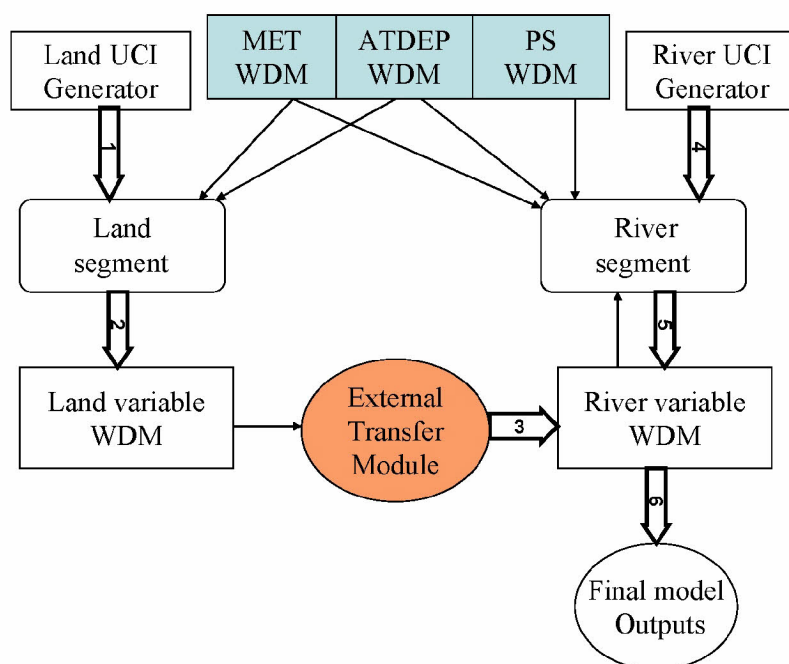 Land UCI
Generator
MET
WDM
ATDEP
WDM
PS
WDM
River UCI
Generator
1
4
Land
segment
River
segment
2
5
Land variable
WDM
External
Transfer
Module
3
River variable
WDM
6
Final model
Outputs